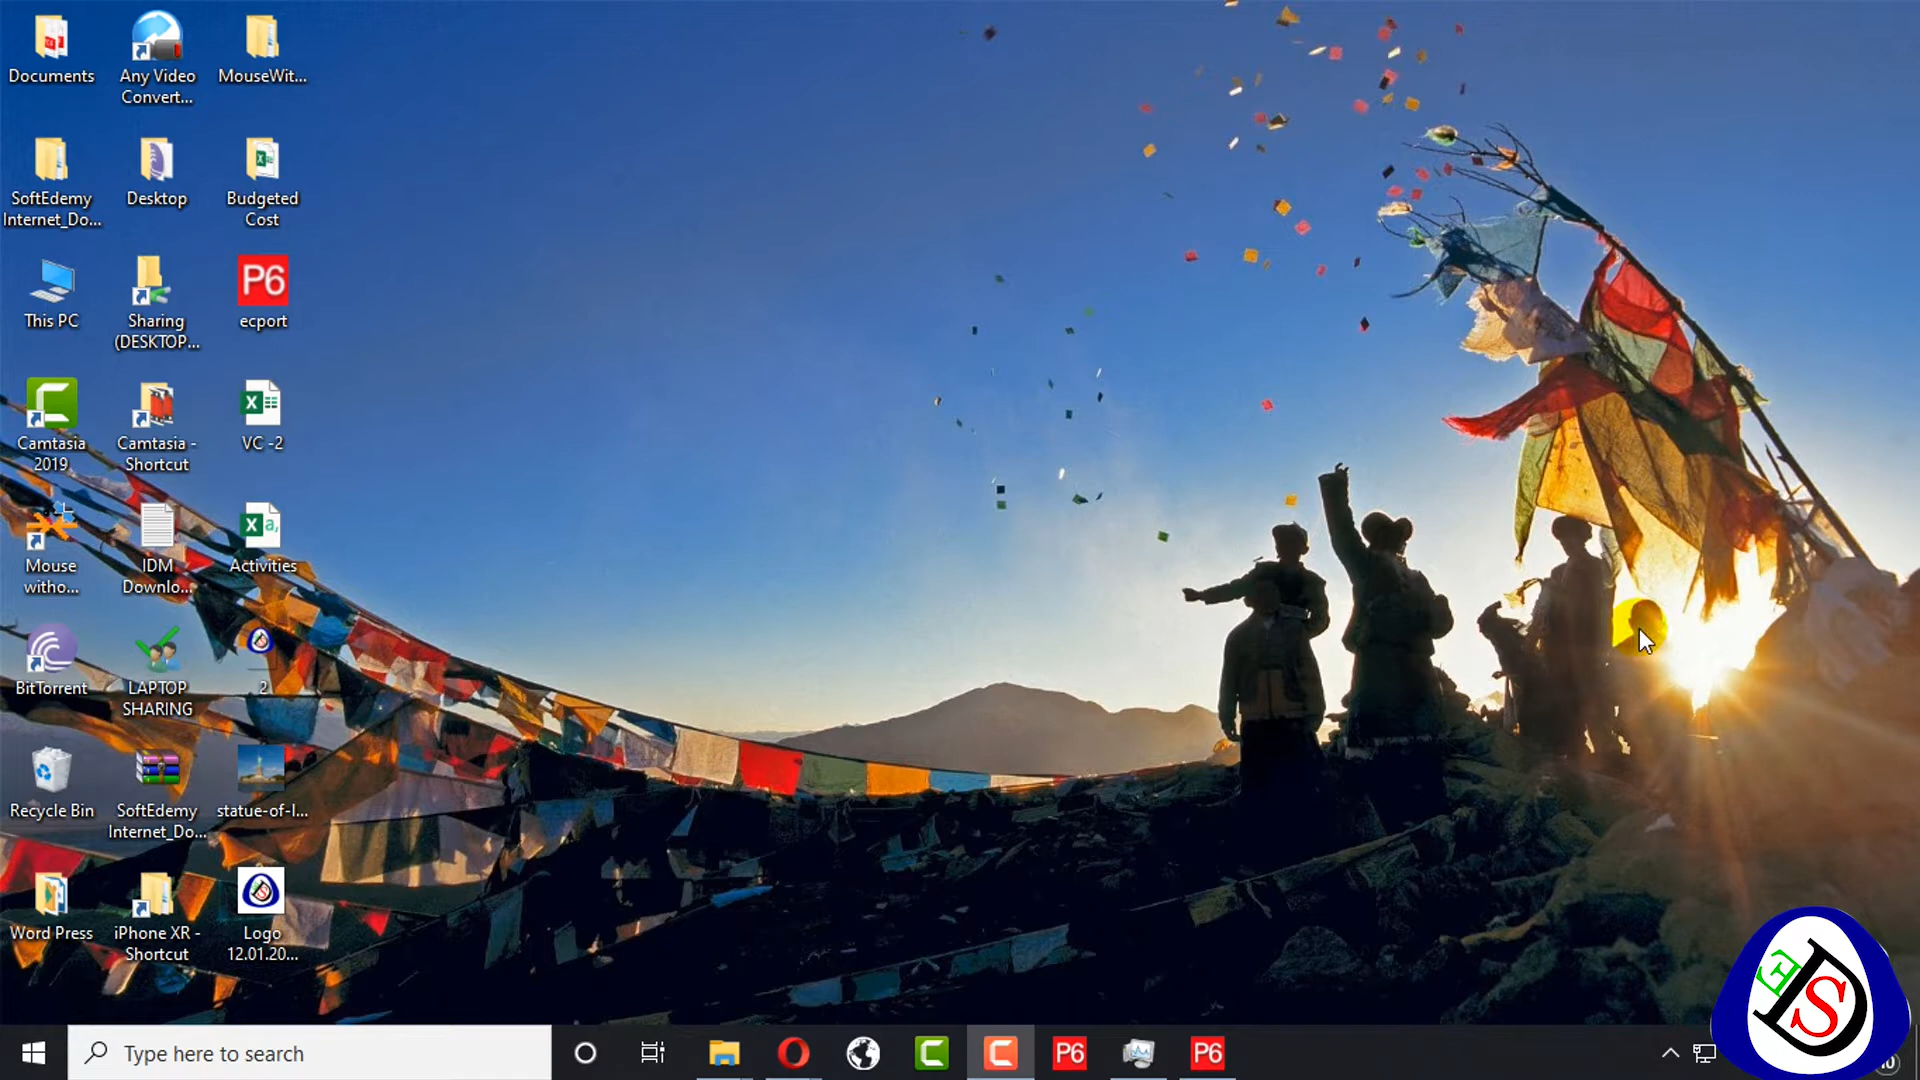 Documents
Any Video
Convert...
MouseWit...
SoftEdemy
Internet_Do...
Desktop
Budgeted
Cost
This PC
Sharing
(DESKTOP...
P6
ecport
Camtasia
2019
Camtasia -
Shortcut
VC -2
Mouse
witho...
IDM
Downlo...
Activities
BitTorrent
LAPTOP
SHARING
2
Recycle Bin
SoftEdemy
Internet_Do...
statue-of-l...
Word Press
iPhone XR -
Shortcut
Logo
12.01.20...
Type here to search
P6
P6